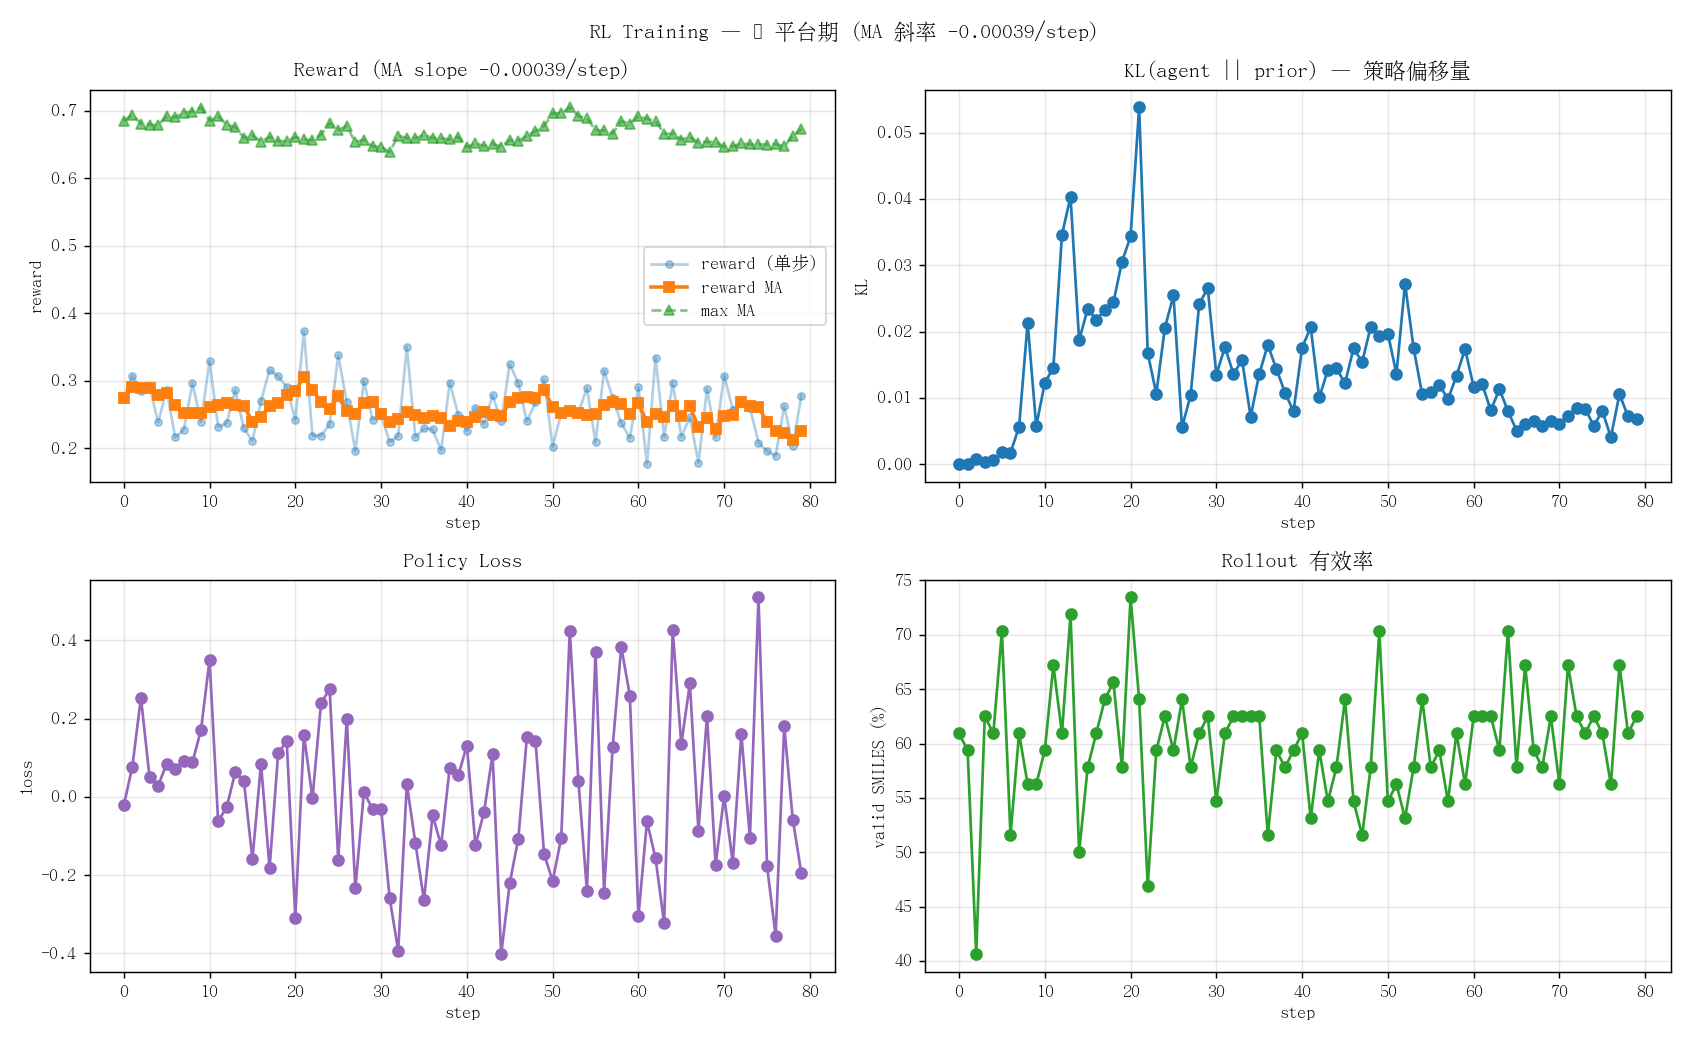 RL Training — ▯ 平台期 (MA 斜率 -0.00039/step)
Reward (MA slope -0.00039/step)
0.7
0.6
0.5
0.4
0.3
0.2
reward
reward (单步)
reward MA
max MA
0 10 20 30 40 50 60 70 80
step
KL(agent || prior) — 策略偏移量
0.05
0.04
0.03
0.02
0.01
0.00
KL
0 10 20 30 40 50 60 70 80
step
Policy Loss
0.4
0.2
0.0
-0.2
-0.4
loss
0 10 20 30 40 50 60 70 80
step
Rollout 有效率
75
70
65
60
55
50
45
40
valid SMILES (%)
0 10 20 30 40 50 60 70 80
step